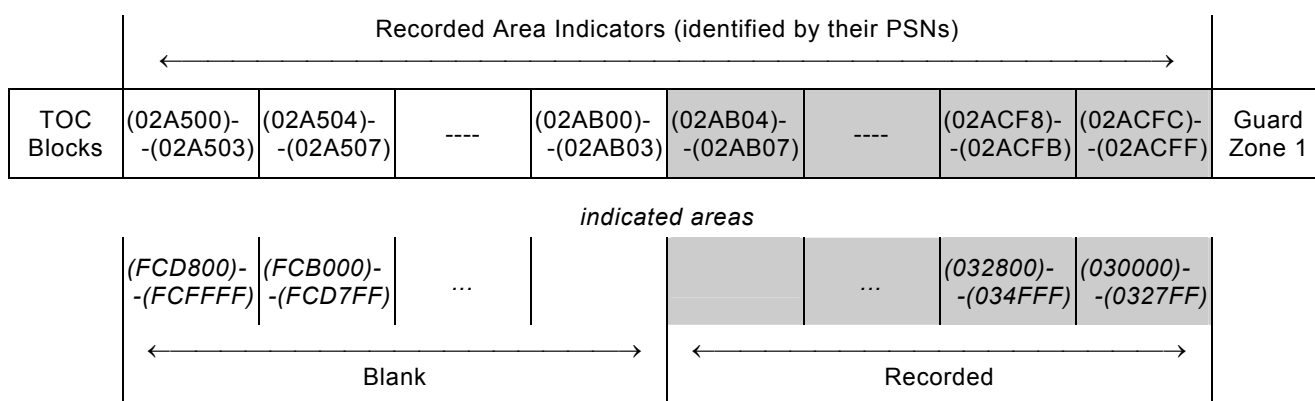 Recorded Area Indicators (identified by their PSNs)
TOC Blocks (02A500)- -(02A503) (02A504)- -(02A507) ---- (02AB00)- -(02AB03) (02AB04)- -(02AB07) ---- (02ACF8)- -(02ACFB) (02ACFC)- -(02ACFF) Guard Zone 1
indicated areas
(FCD800)- -(FCFFFF) (FCB000)- -(FCD7FF) ... ... (032800)- -(034FFF) (030000)- -(0327FF)
Blank Recorded